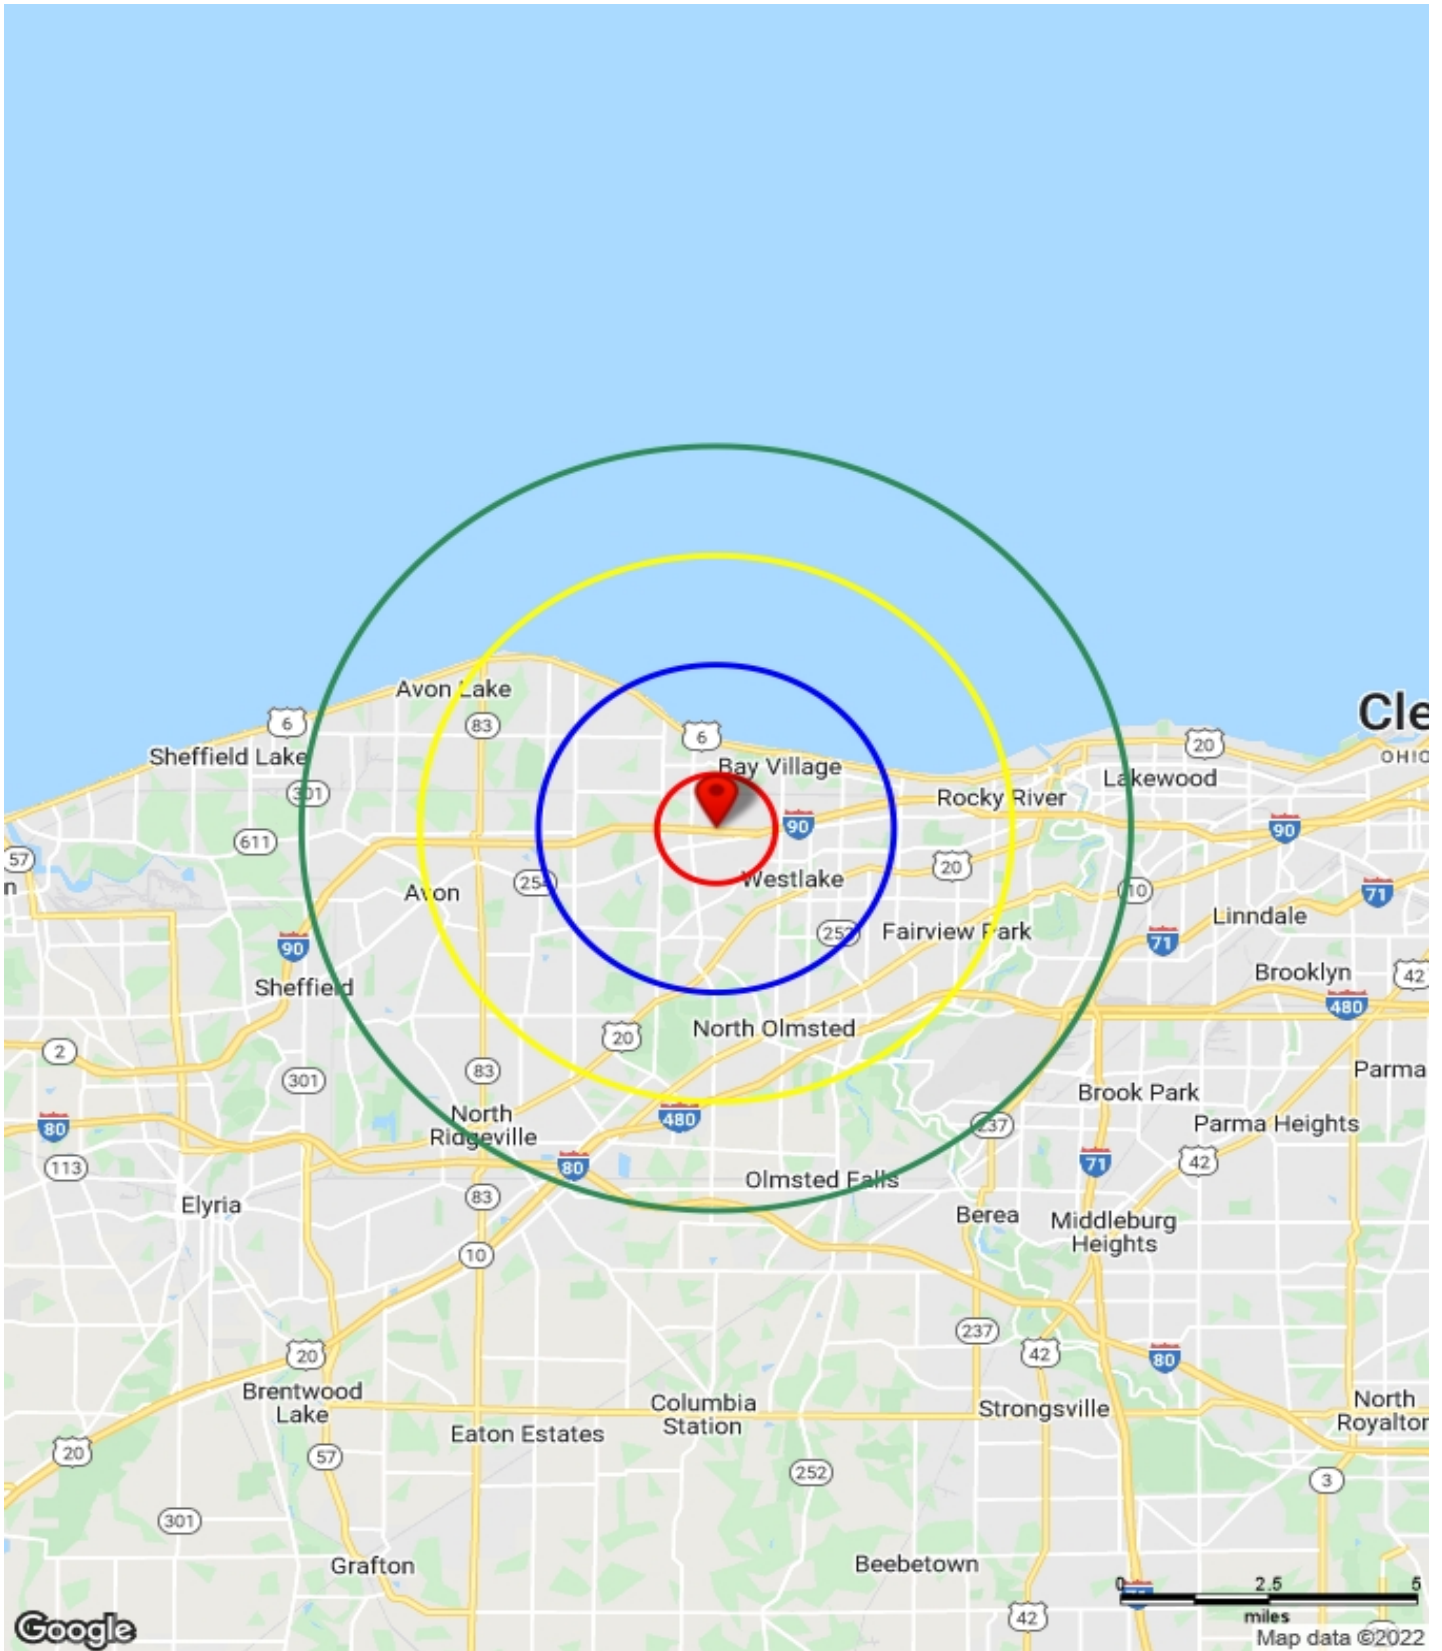 Avon Lake
6
83
6
Cle
20
OHIO
Sheffield Lake
Bay Village
Lakewood
301
Rocky River
90
90
611
57
n
20
Westlake
254
10
71
Avon
Linndale
Fairview Park
252
71
90
Brooklyn
42
Sheffield
480
North Olmsted
20
2
83
Parma
301
Brook Park
North
Ridgeville
480
237
Parma Heights
80
113
80
71
42
Olmsted Falls
83
Elyria
Berea
Middleburg
Heights
10
237
20
42
80
Brentwood
Lake
Columbia
Station
Strongsville
North
Royalton
Eaton Estates
20
57
252
3
301
Grafton
Beebetown
0 2.5 5
miles
42
Google
Map data ©2022